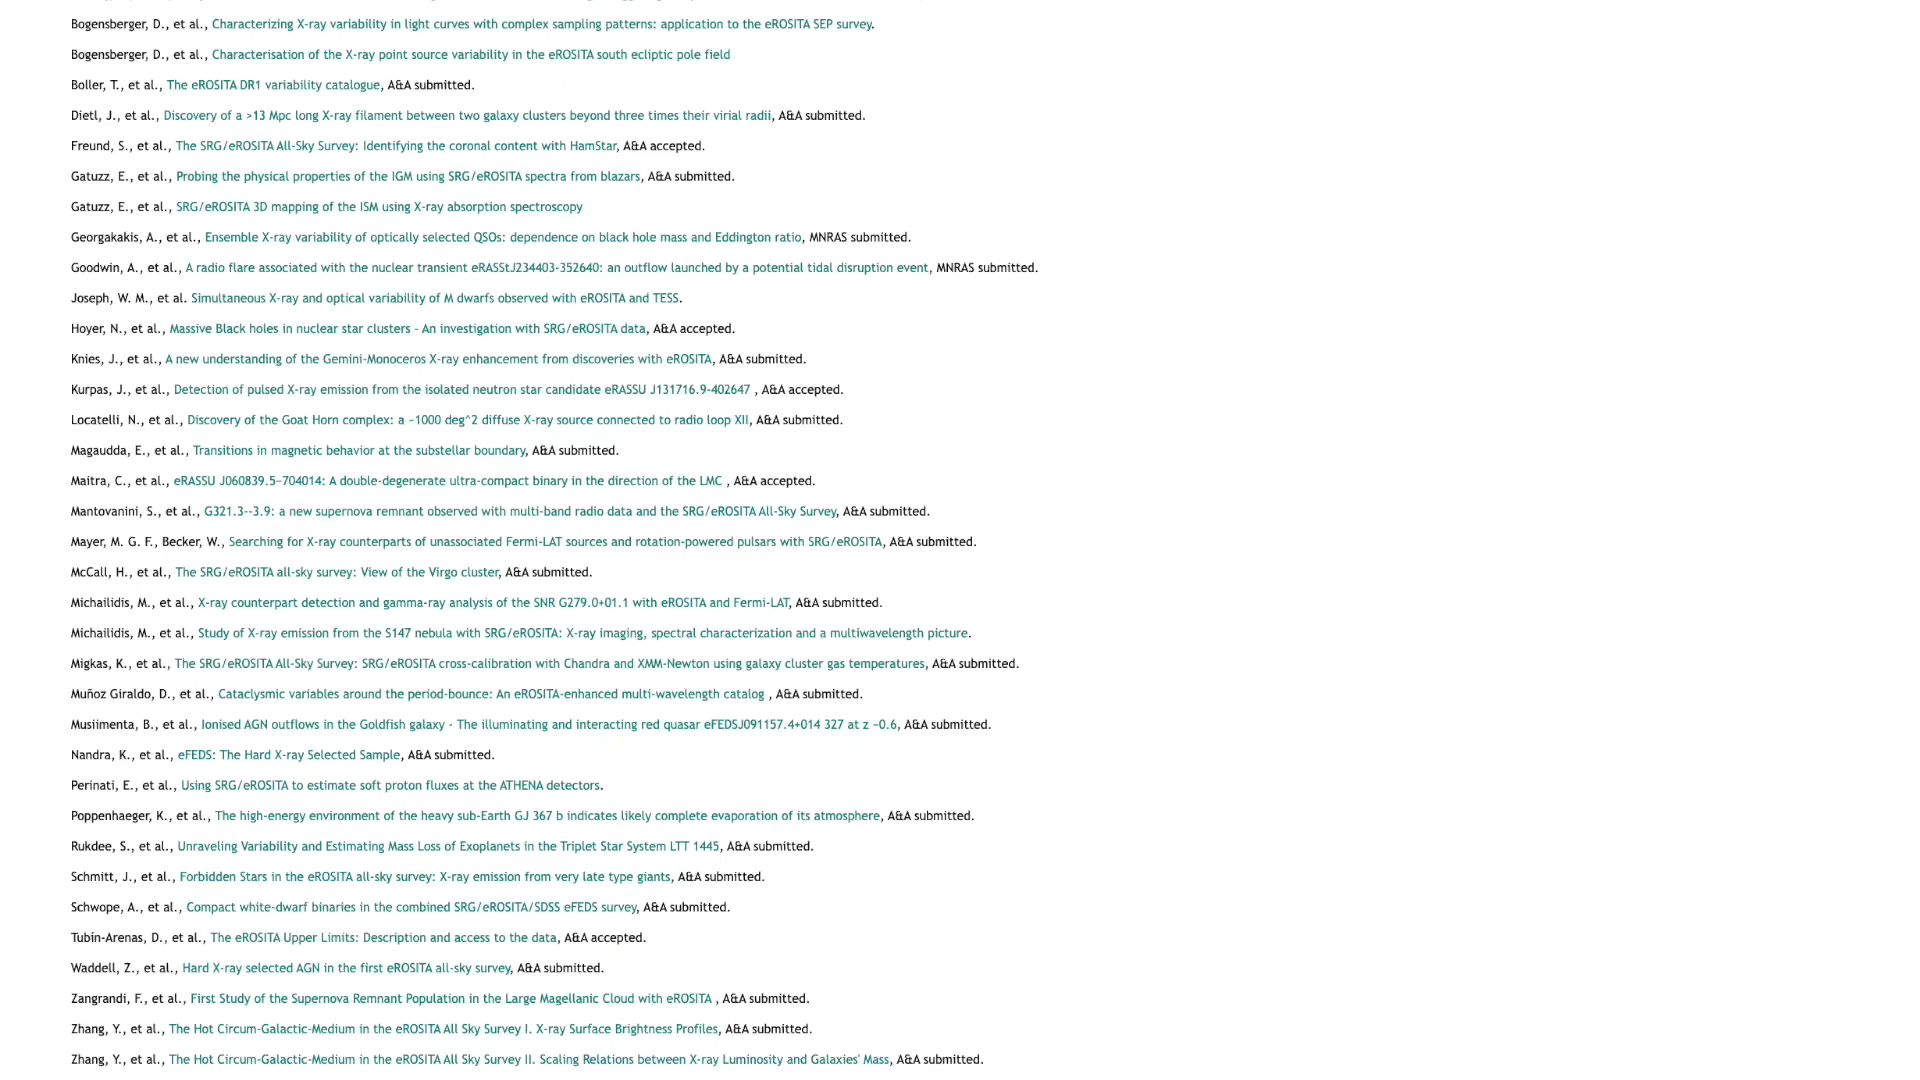 Bogensberger, D., et al., Characterizing X-ray variability in light curves with complex sampling patterns: application to the eROSITA SEP survey.
Bogensberger, D., et al., Characterisation of the X-ray point source variability in the eROSITA south ecliptic pole field
Boller, T., et al., The eROSITA DR1 variability catalogue, A&A submitted.
Dietl, J., et al., Discovery of a >13 Mpc long X-ray filament between two galaxy clusters beyond three times their virial radii, A&A submitted.
Freund, S., et al., The SRG/eROSITA All-Sky Survey: Identifying the coronal content with HamStar, A&A accepted.
Gatuzz, E., et al., Probing the physical properties of the IGM using SRG/eROSITA spectra from blazars, A&A submitted.
Gatuzz, E., et al., SRG/eROSITA 3D mapping of the ISM using X-ray absorption spectroscopy
Georgakakis, A., et al., Ensemble X-ray variability of optically selected QSOs: dependence on black hole mass and Eddington ratio, MNRAS submitted.
Goodwin, A., et al., A radio flare associated with the nuclear transient eRASStJ234403-352640: an outflow launched by a potential tidal disruption event, MNRAS submitted.
Joseph, W. M., et al. Simultaneous X-ray and optical variability of M dwarfs observed with eROSITA and TESS.
Hoyer, N., et al., Massive Black holes in nuclear star clusters - An investigation with SRG/eROSITA data, A&A accepted.
Knies, J., et al., A new understanding of the Gemini-Monoceros X-ray enhancement from discoveries with eROSITA, A&A submitted.
Kurpas, J., et al., Detection of pulsed X-ray emission from the isolated neutron star candidate eRASSU J131716.9-402647 , A&A accepted.
Locatelli, N., et al., Discovery of the Goat Horn complex: a ~1000 deg^2 diffuse X-ray source connected to radio loop XII, A&A submitted.
Magaudda, E., et al., Transitions in magnetic behavior at the substellar boundary, A&A submitted.
Maitra, C., et al., eRASSU J060839.5−704014: A double-degenerate ultra-compact binary in the direction of the LMC , A&A accepted.
Mantovanini, S., et al., G321.3--3.9: a new supernova remnant observed with multi-band radio data and the SRG/eROSITA All-Sky Survey, A&A submitted.
Mayer, M. G. F., Becker, W., Searching for X-ray counterparts of unassociated Fermi-LAT sources and rotation-powered pulsars with SRG/eROSITA, A&A submitted.
McCall, H., et al., The SRG/eROSITA all-sky survey: View of the Virgo cluster, A&A submitted.
Michailidis, M., et al., X-ray counterpart detection and gamma-ray analysis of the SNR G279.0+01.1 with eROSITA and Fermi-LAT, A&A submitted.
Michailidis, M., et al., Study of X-ray emission from the S147 nebula with SRG/eROSITA: X-ray imaging, spectral characterization and a multiwavelength picture.
Migkas, K., et al., The SRG/eROSITA All-Sky Survey: SRG/eROSITA cross-calibration with Chandra and XMM-Newton using galaxy cluster gas temperatures, A&A submitted.
Muñoz Giraldo, D., et al., Cataclysmic variables around the period-bounce: An eROSITA-enhanced multi-wavelength catalog , A&A submitted.
Musiimenta, B., et al., Ionised AGN outflows in the Goldfish galaxy - The illuminating and interacting red quasar eFEDSJ091157.4+014 327 at z ~0.6, A&A submitted.
Nandra, K., et al., eFEDS: The Hard X-ray Selected Sample, A&A submitted.
Perinati, E., et al., Using SRG/eROSITA to estimate soft proton fluxes at the ATHENA detectors.
Poppenhaeger, K., et al., The high-energy environment of the heavy sub-Earth GJ 367 b indicates likely complete evaporation of its atmosphere, A&A submitted.
Rukdee, S., et al., Unraveling Variability and Estimating Mass Loss of Exoplanets in the Triplet Star System LTT 1445, A&A submitted.
Schmitt, J., et al., Forbidden Stars in the eROSITA all-sky survey: X-ray emission from very late type giants, A&A submitted.
Schwope, A., et al., Compact white-dwarf binaries in the combined SRG/eROSITA/SDSS eFEDS survey, A&A submitted.
Tubín-Arenas, D., et al., The eROSITA Upper Limits: Description and access to the data, A&A accepted.
Waddell, Z., et al., Hard X-ray selected AGN in the first eROSITA all-sky survey, A&A submitted.
Zangrandi, F., et al., First Study of the Supernova Remnant Population in the Large Magellanic Cloud with eROSITA , A&A submitted.
Zhang, Y., et al., The Hot Circum-Galactic-Medium in the eROSITA All Sky Survey I. X-ray Surface Brightness Profiles, A&A submitted.
Zhang, Y., et al., The Hot Circum-Galactic-Medium in the eROSITA All Sky Survey II. Scaling Relations between X-ray Luminosity and Galaxies' Mass, A&A submitted.